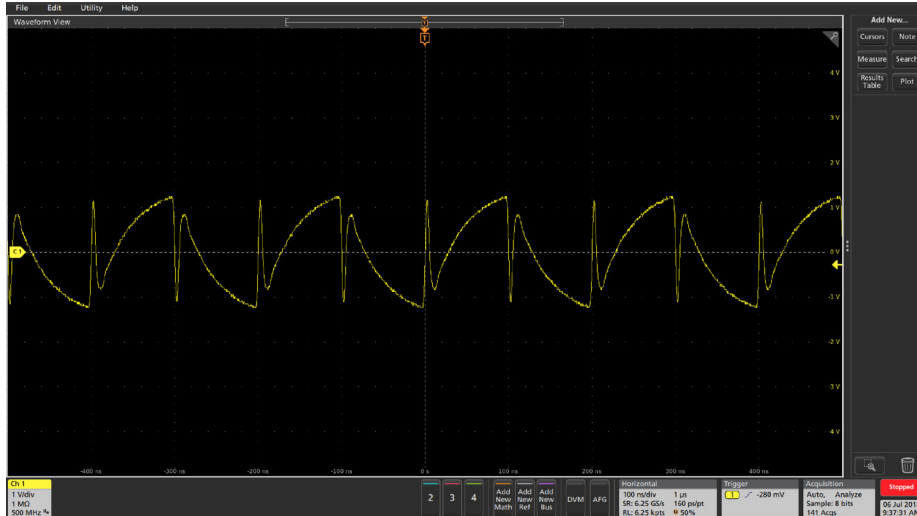 File Edit Utility Help
Waveform View
Add New...
T
T
Cursors Note
Measure Search
Results Table Plot
4 V
3 V
2 V
1 V
C1
0 V
-1 V
-2 V
-3 V
-4 V
-400 ns -300 ns -200 ns -100 ns 0 s 100 ns 200 ns 300 ns 400 ns
Ch 1
1 V/div
1 MΩ
500 MHz
2 3 4
Add New Math
Add New Ref
Add New Bus
DVM AFG
Horizontal
100 ns/div 1 µs
SR: 6.25 GS/s 160 ps/pt
RL: 6.25 kpts 50%
Trigger
1 -280 mV
Acquisition
Auto, Analyze
Sample: 8 bits
141 Acqs
Stopped
06 Jul 201
9:37:31 AM